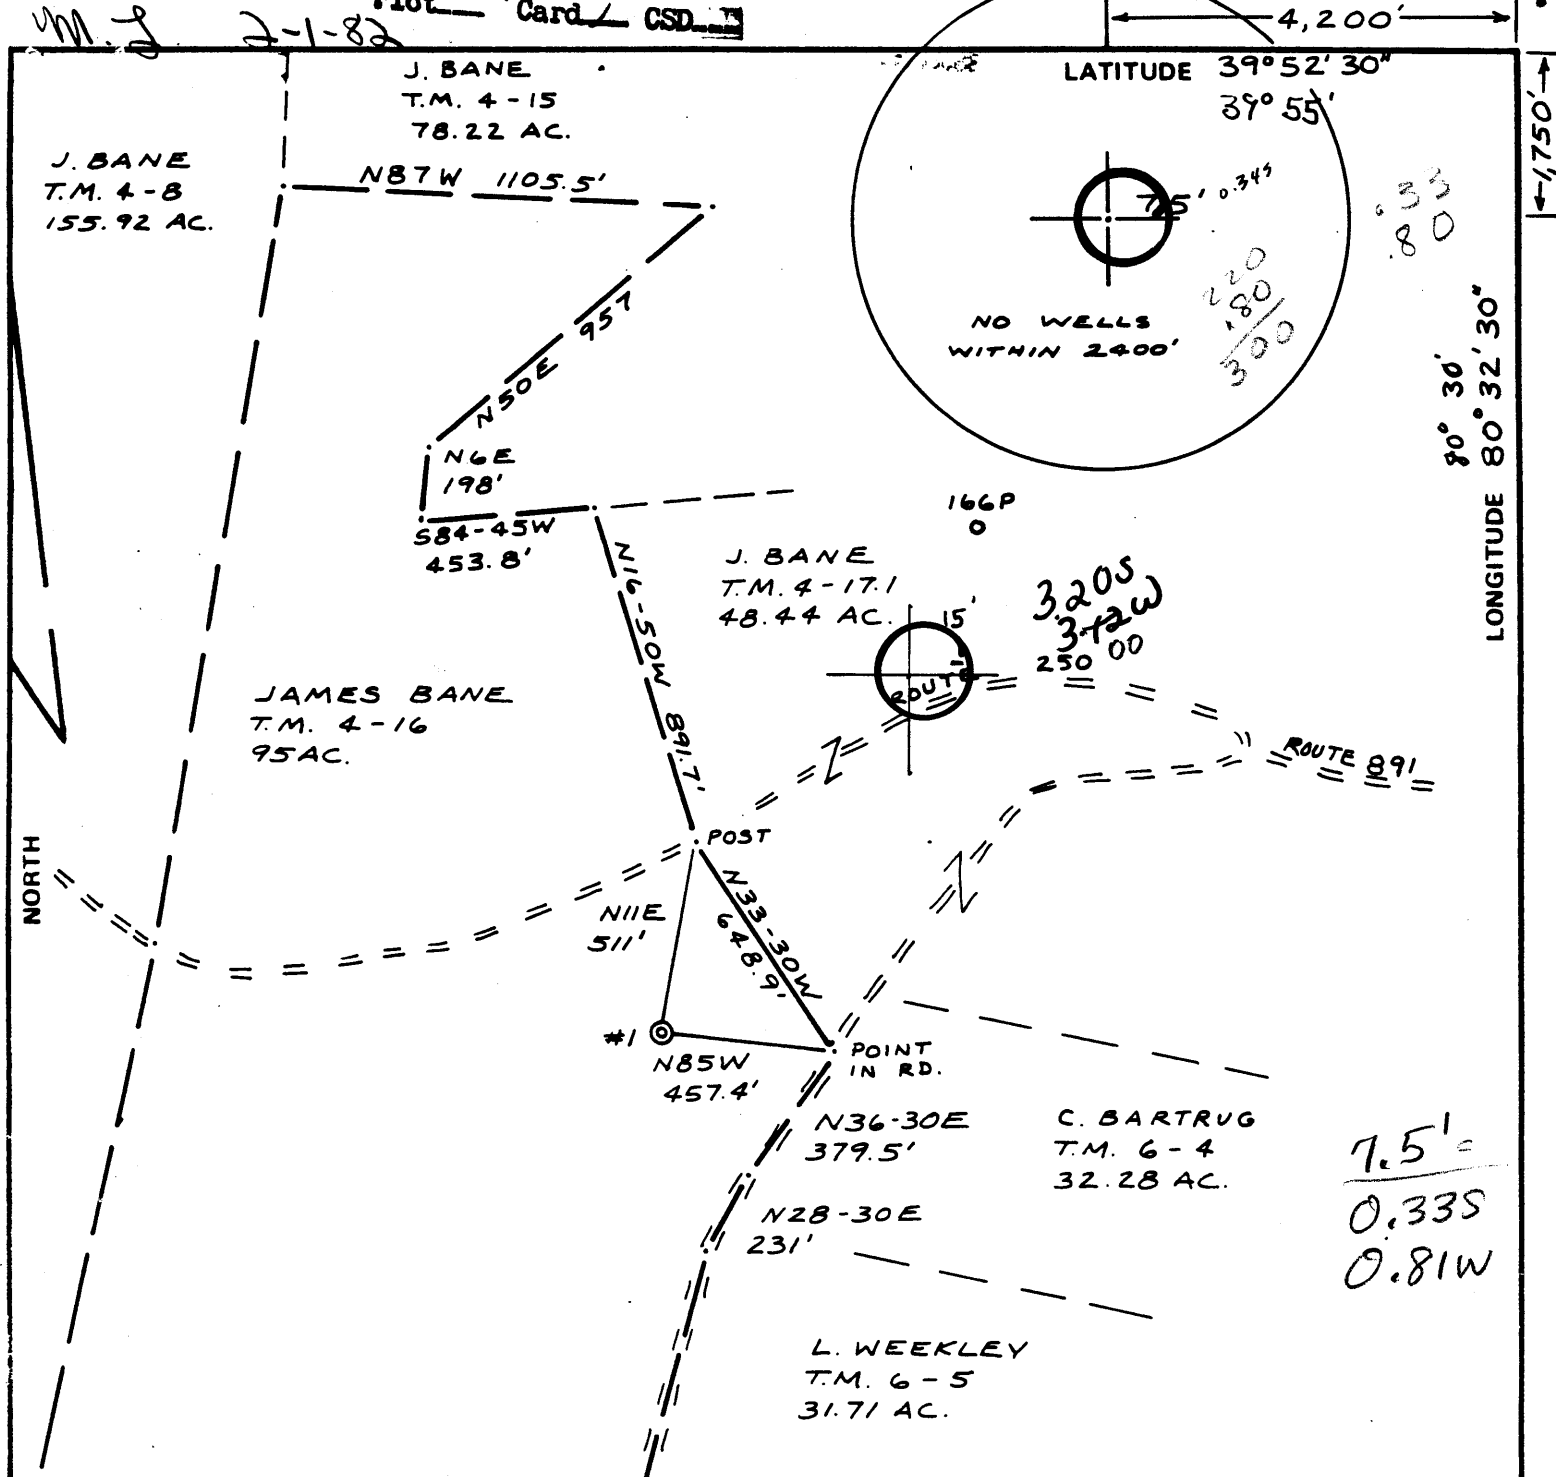 Plot Card CSD
M.L 2-1-82
4,200'
J. BANE
T.M. 4-15
78.22 AC.
LATITUDE 39°52'30"
39°55'
1,750'
J. BANE
T.M. 4-8
155.92 AC.
N87W 1105.5'
7.5' 0.345
.33
.80
220
.80
300
NO WELLS
WITHIN 2400'
N50E 957
80° 30'
LONGITUDE 80°32'30"
N6E
198'
S84-45W
453.8'
166P
N16-50W 891.7'
J. BANE
T.M. 4-17.1
48.44 AC.
15'
3.20S
3.12W
250 00
ROUTE
JAMES BANE
T.M. 4-16
95 AC.
ROUTE 891
NORTH
POST
N11E
511'
N33-30W
648.9'
#1
N85W
457.4'
POINT
IN RD.
N36-30E
379.5'
C. BARTRUG
T.M. 6-4
32.28 AC.
7.5' =
0.33S
0.81W
N28-30E
231'
L. WEEKLEY
T.M. 6-5
31.71 AC.